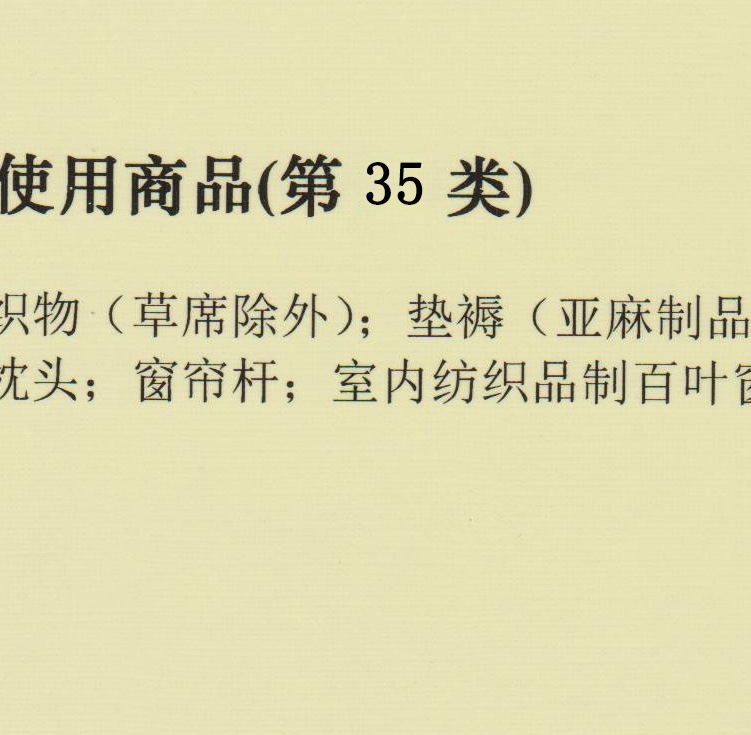 使用商品(第 35 类)
织物（草席除外）；垫褥（亚麻制品
枕头；窗帘杆；室内纺织品制百叶窗